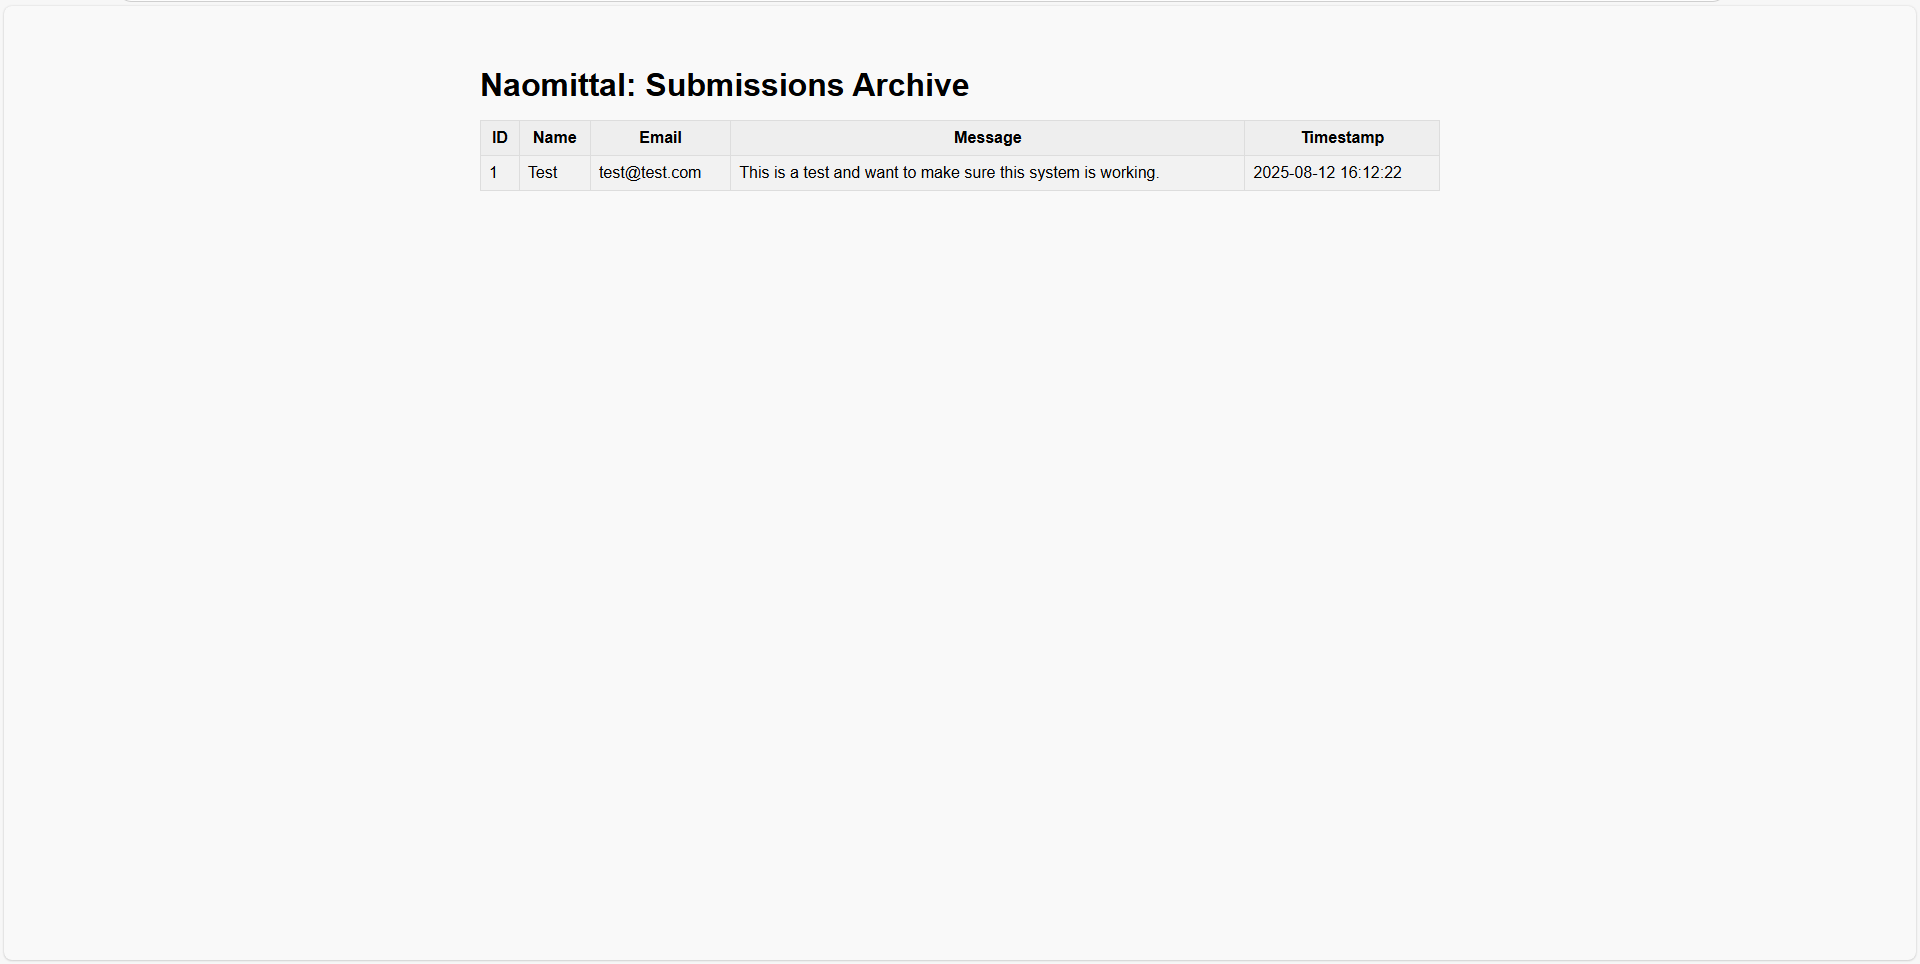 Naomittal: Submissions Archive
ID Name Email Message Timestamp
1 Test test@test.com This is a test and want to make sure this system is working. 2025-08-12 16:12:22